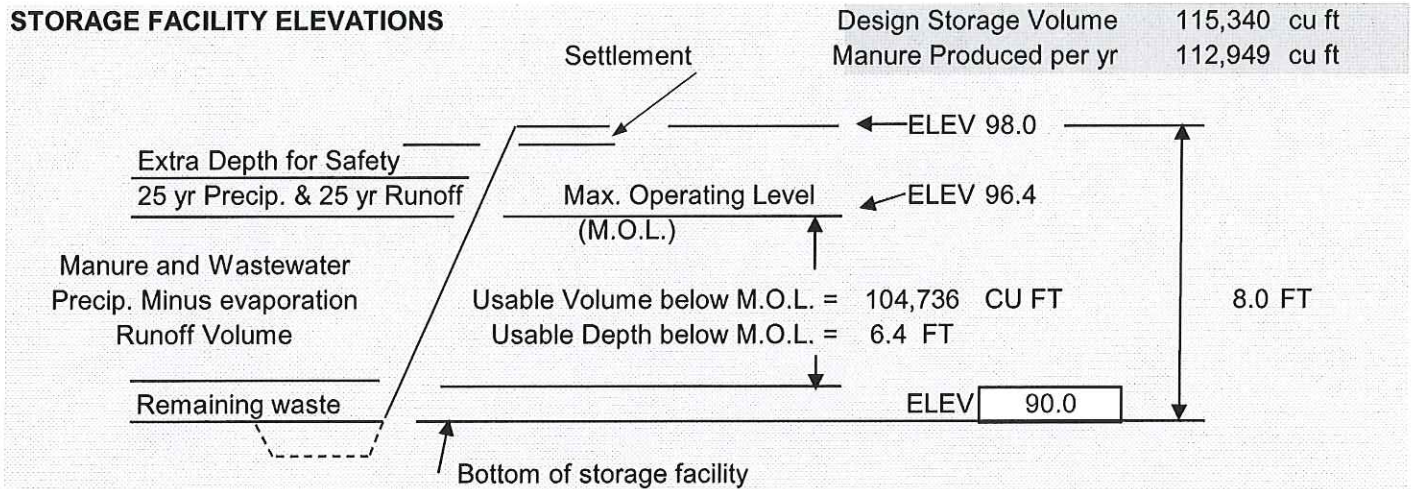 STORAGE FACILITY ELEVATIONS
Design Storage Volume 115,340 cu ft
Manure Produced per yr 112,949 cu ft
Settlement
ELEV 98.0
Extra Depth for Safety
25 yr Precip. & 25 yr Runoff
Max. Operating Level
(M.O.L.)
ELEV 96.4
Manure and Wastewater
Precip. Minus evaporation
Runoff Volume
Usable Volume below M.O.L. = 104,736 CU FT
Usable Depth below M.O.L. = 6.4 FT
8.0 FT
Remaining waste
ELEV 90.0
Bottom of storage facility